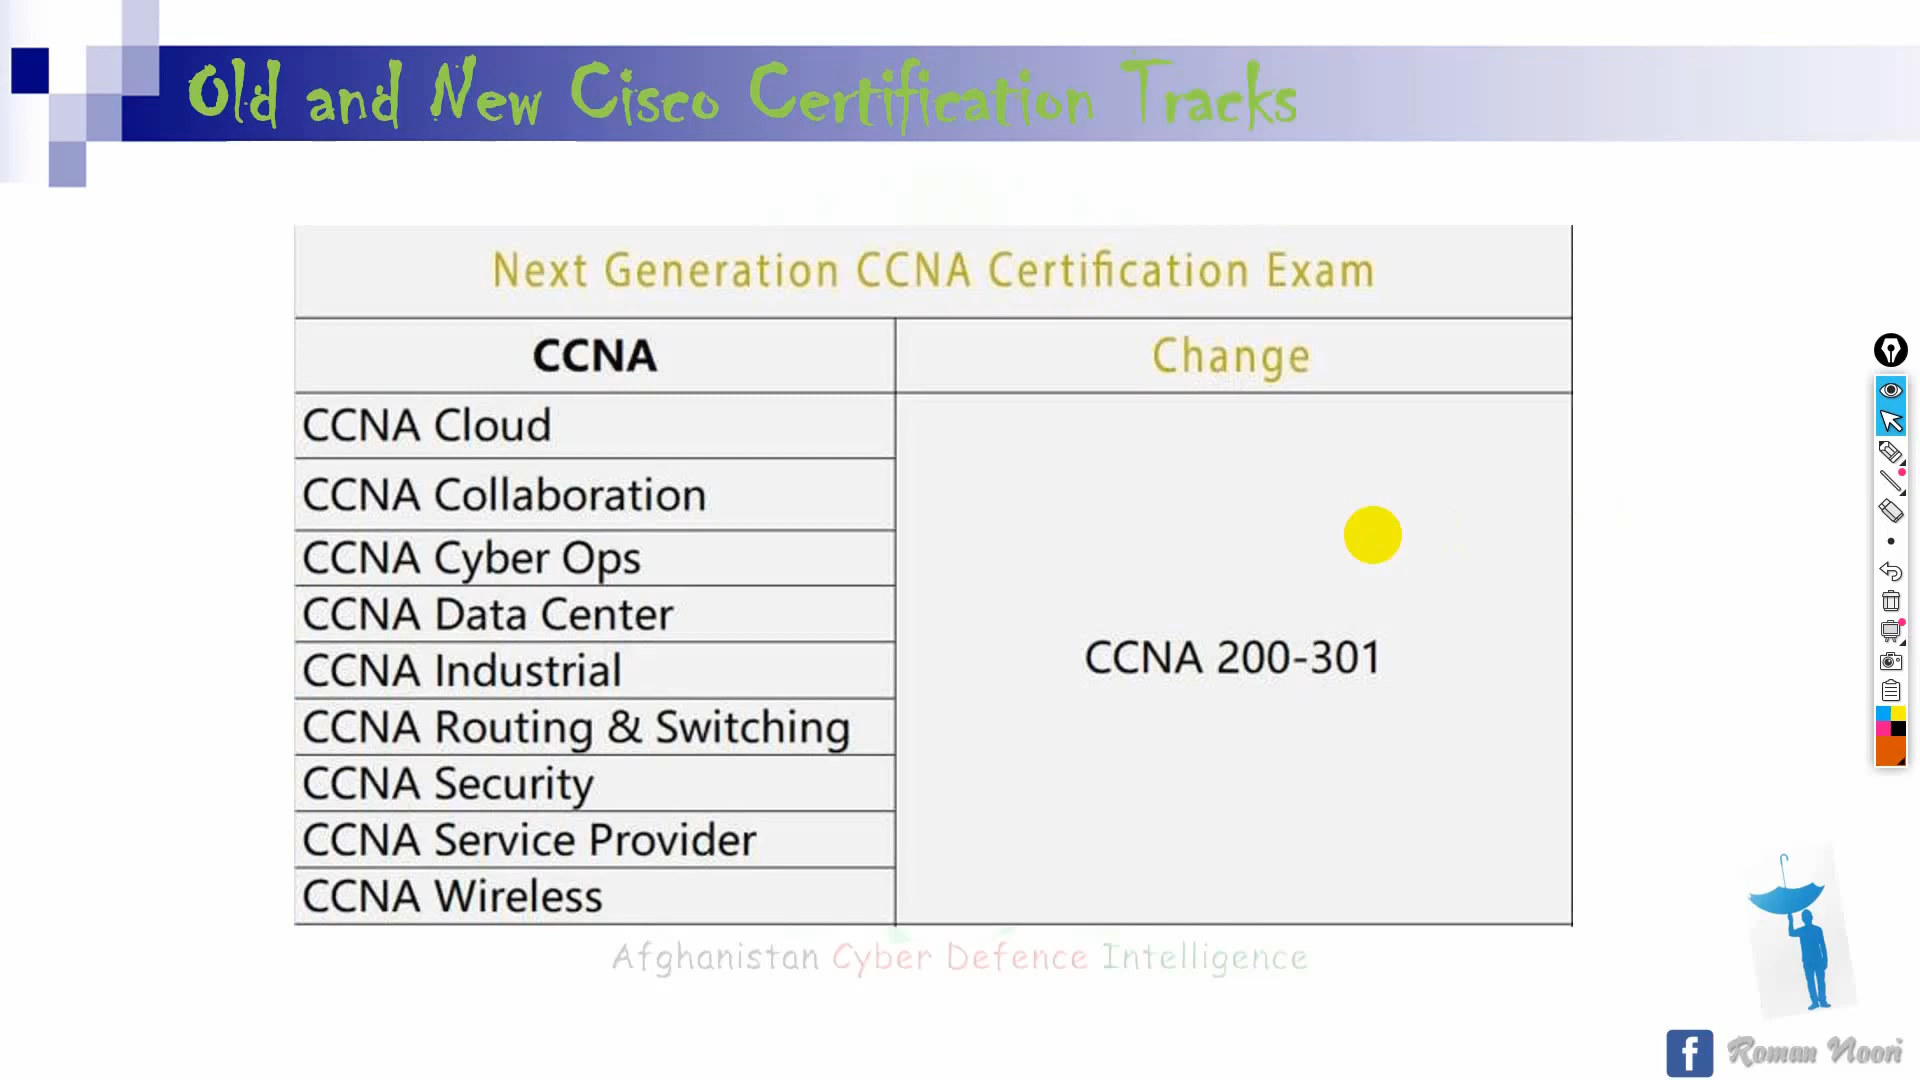 Old and New Cisco Certification Tracks
Next Generation CCNA Certification Exam
CCNA
Change
CCNA Cloud
CCNA Collaboration
CCNA Cyber Ops
CCNA Data Center
CCNA Industrial
CCNA Routing & Switching
CCNA Security
CCNA Service Provider
CCNA Wireless
CCNA 200-301
Afghanistan Cyber Defence Intelligence
f Roman Noori